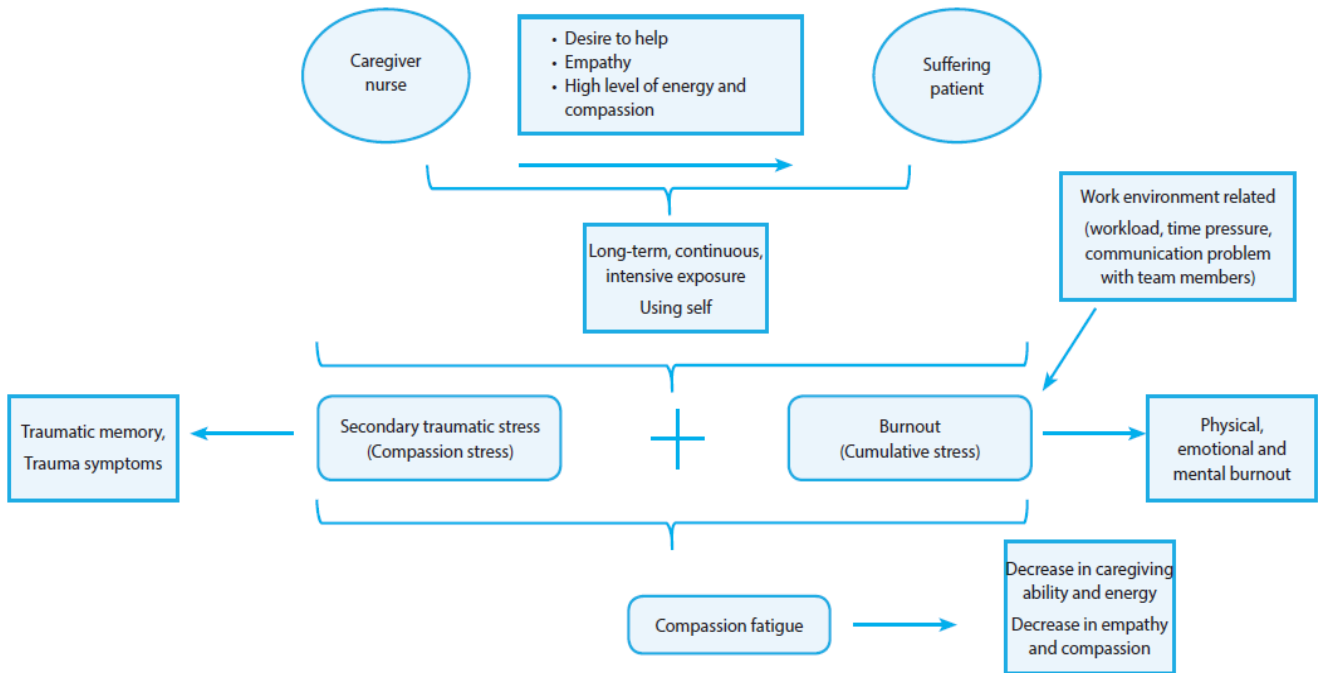 Caregiver
nurse
• Desire to help
• Empathy
• High level of energy and
compassion
Suffering
patient
Work environment related
(workload, time pressure,
communication problem
with team members)
Long-term, continuous,
intensive exposure
Using self
Traumatic memory,
Trauma symptoms
Secondary traumatic stress
(Compassion stress)
+
Burnout
(Cumulative stress)
Physical,
emotional and
mental burnout
Compassion fatigue
Decrease in caregiving
ability and energy
Decrease in empathy
and compassion